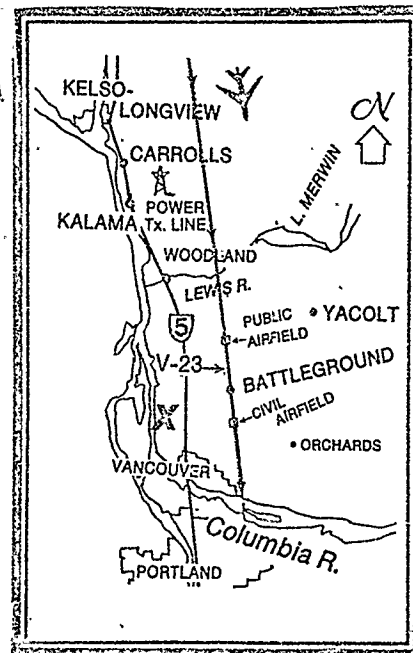 KELSO-
LONGVIEW
N
CARROLLS
L. MERWIN
POWER
KALAMA Tx. LINE
WOODLAND
LEWIS R.
5
PUBLIC
AIRFIELD
YACOLT
V-23
BATTLEGROUND
CIVIL
AIRFIELD
X
ORCHARDS
VANCOUVER
Columbia R.
PORTLAND